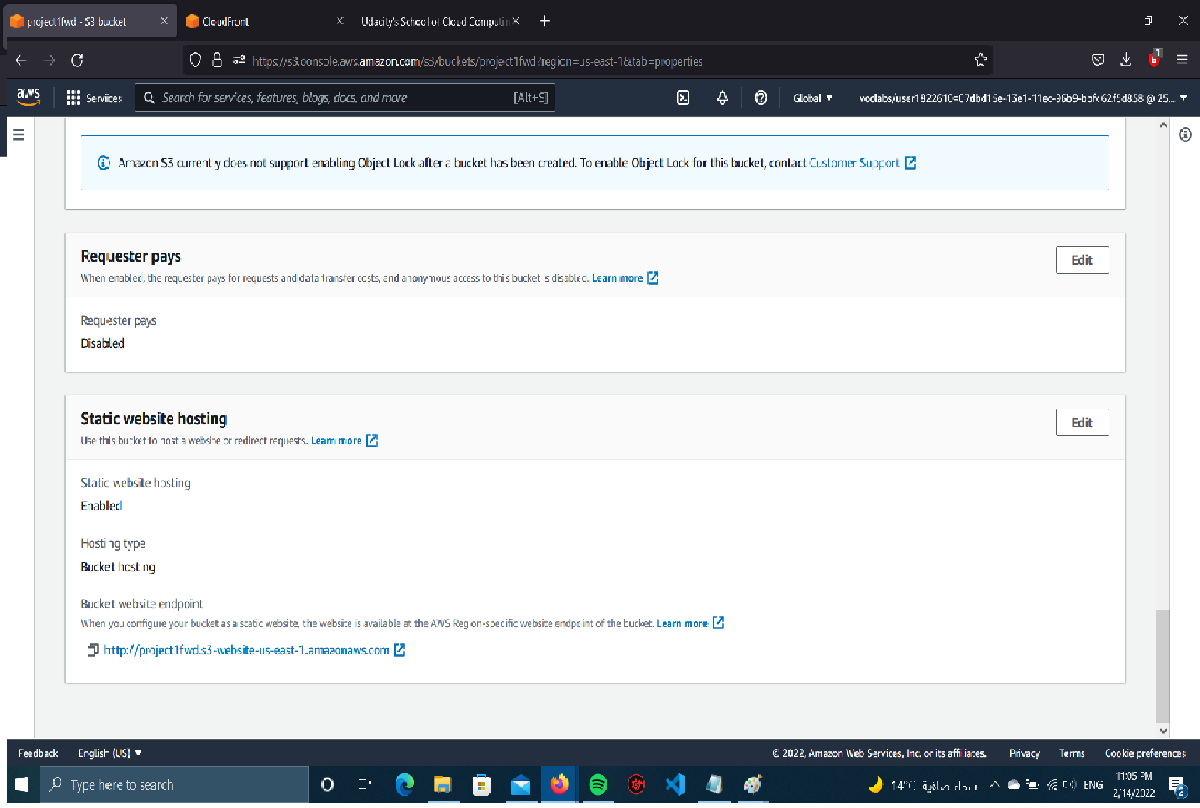 project1fwd - S3 bucket
CloudFront
Udacity's School of Cloud Computin
https://s3.console.aws.amazon.com/s3/buckets/project1fwd?region=us-east-1&tab=properties
aws
Services
Search for services, features, blogs, docs, and more
[Alt+S]
Global
Amazon S3 currently does not support enabling Object Lock after a bucket has been created. To enable Object Lock for this bucket, contact Customer Support
Requester pays
Edit
When enabled, the requester pays for requests and data transfer costs, and anonymous access to this bucket is disabled. Learn more
Requester pays
Disabled
Static website hosting
Edit
Use this bucket to host a website or redirect requests. Learn more
Static website hosting
Enabled
Hosting type
Bucket hosting
Bucket website endpoint
When you configure your bucket as a static website, the website is available at the AWS Region-specific website endpoint of the bucket. Learn more
http://project1fwd.s3-website-us-east-1.amazonaws.com
Feedback
English (US)
© 2022, Amazon Web Services, Inc. or its affiliates.
Privacy
Terms
Cookie preferences
Type here to search
14°C
ENG
11:05 PM
2/14/2022
2